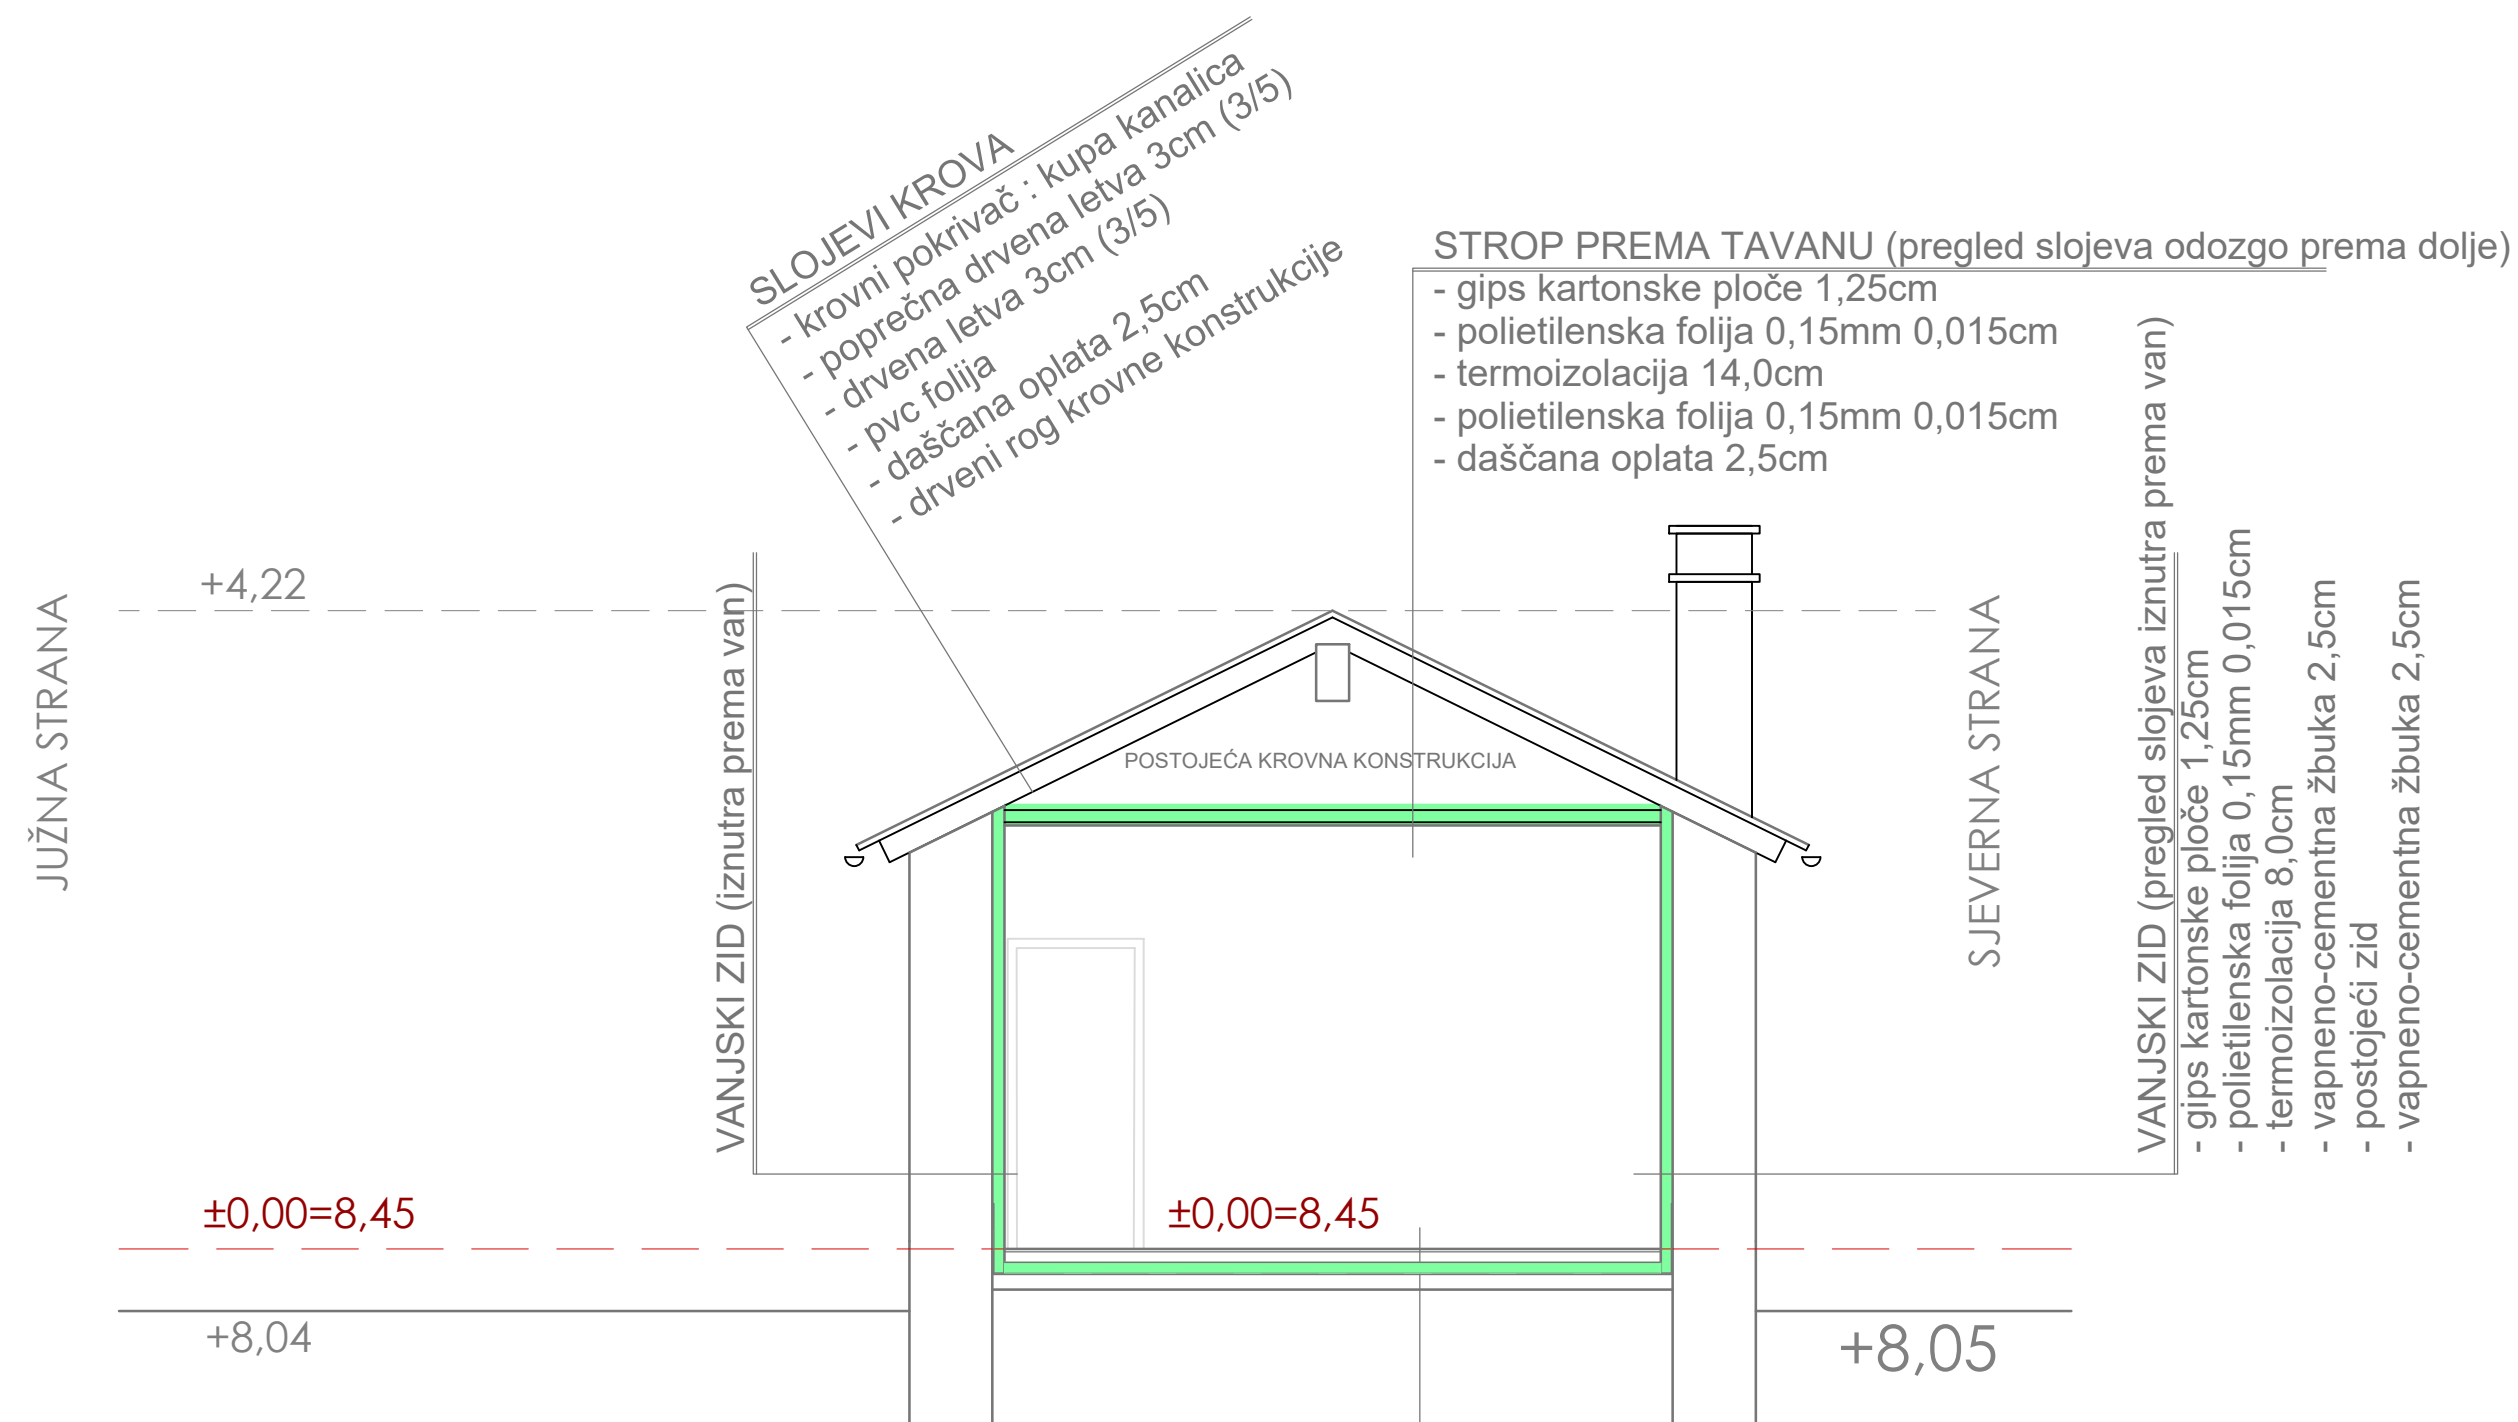 SLOJEVI KROVA
- krovni pokrivač : kupa kanalica
- poprečna drvena letva 3cm (3/5)
- drvena letva 3cm (3/5)
- pvc folija
- daščana oplata 2,5cm
- drveni rog krovne konstrukcije
STROP PREMA TAVANU (pregled slojeva odozgo prema dolje)
- gips kartonske ploče 1,25cm
- polietilenska folija 0,15mm 0,015cm
- termoizolacija 14,0cm
- polietilenska folija 0,15mm 0,015cm
- daščana oplata 2,5cm
+4,22
JUŽNA STRANA
VANJSKI ZID (iznutra prema van)
POSTOJEĆA KROVNA KONSTRUKCIJA
SJEVERNA STRANA
VANJSKI ZID (pregled slojeva iznutra prema van)
- gips kartonske ploče 1,25cm
- polietilenska folija 0,15mm 0,015cm
- termoizolacija 8,0cm
- vapneno-cementna žbuka 2,5cm
- postojeći zid
- vapneno-cementna žbuka 2,5cm
±0,00=8,45
±0,00=8,45
+8,04
+8,05